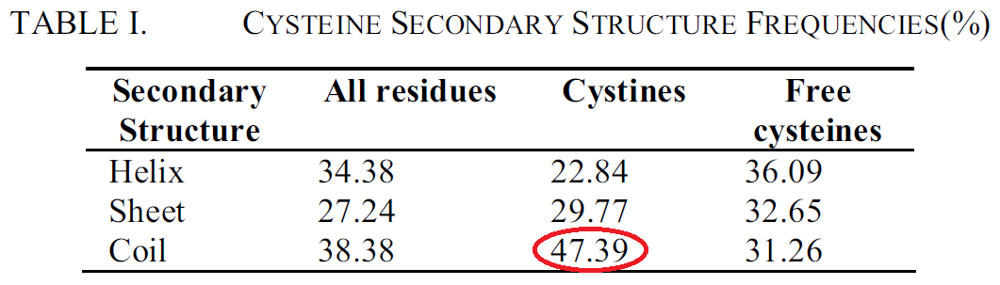 TABLE I. CYSTEINE SECONDARY STRUCTURE FREQUENCIES(%)
Secondary Structure All residues Cystines Free cysteines
Helix 34.38 22.84 36.09
Sheet 27.24 29.77 32.65
Coil 38.38 47.39 31.26